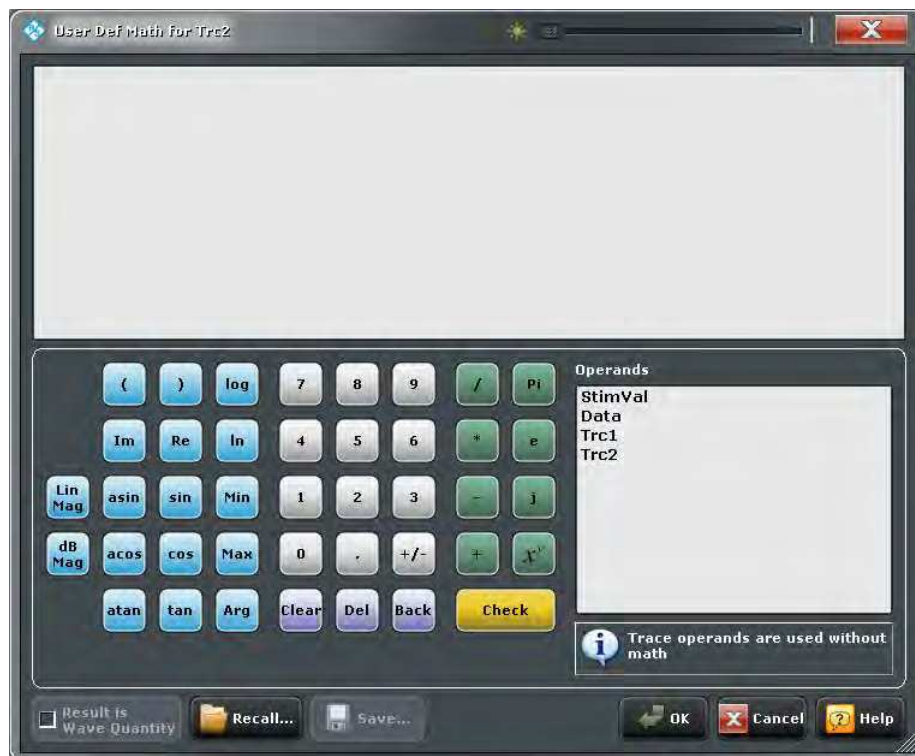 User Def Math for Trc2
( ) log 7 8 9 / Pi
Im Re ln 4 5 6 * e
Lin Mag asin sin Min 1 2 3 - j
dB Mag acos cos Max 0 . +/- + xʸ
atan tan Arg Clear Del Back Check
Operands
StimVal
Data
Trc1
Trc2
Trace operands are used without
math
Result is
Wave Quantity
Recall...
Save...
OK
Cancel
Help